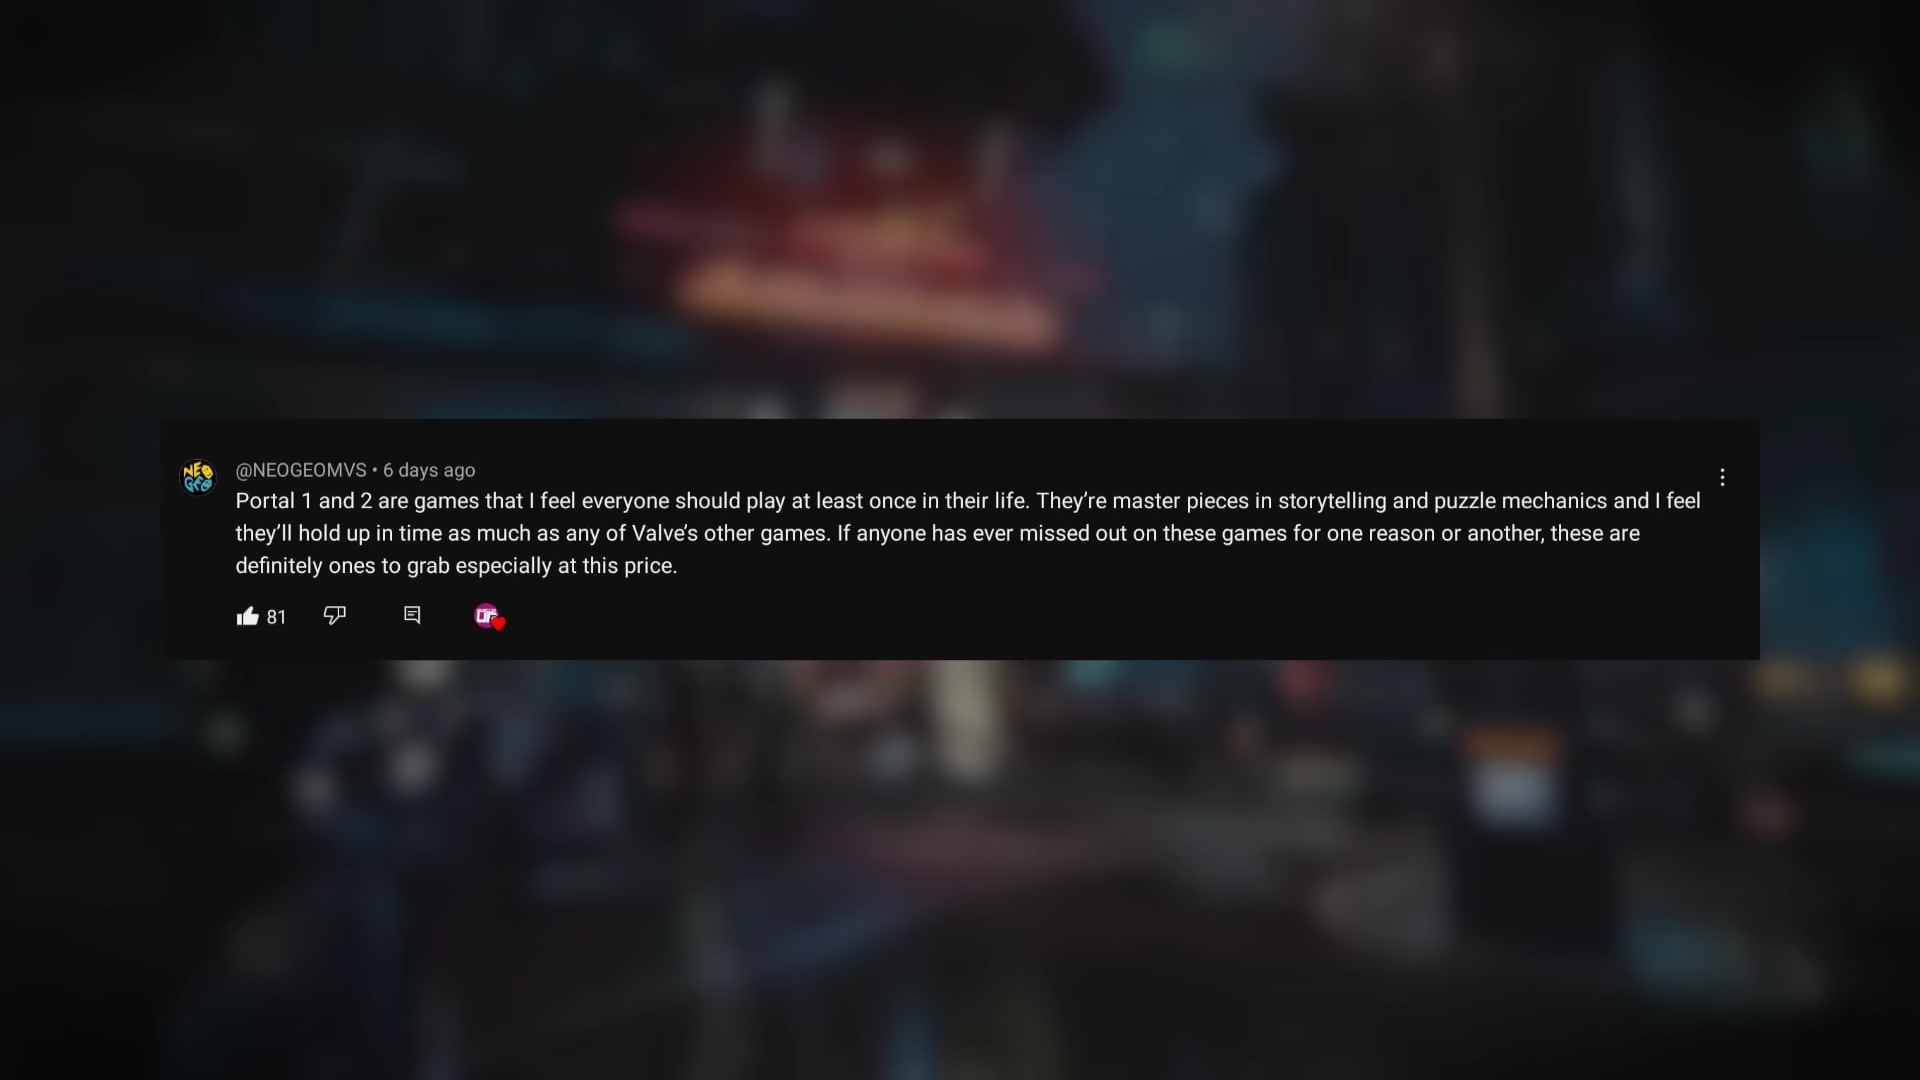 @NEOGEOMVS • 6 days ago
Portal 1 and 2 are games that I feel everyone should play at least once in their life. They’re master pieces in storytelling and puzzle mechanics and I feel
they’ll hold up in time as much as any of Valve’s other games. If anyone has ever missed out on these games for one reason or another, these are
definitely ones to grab especially at this price.
81
NEO
GEO